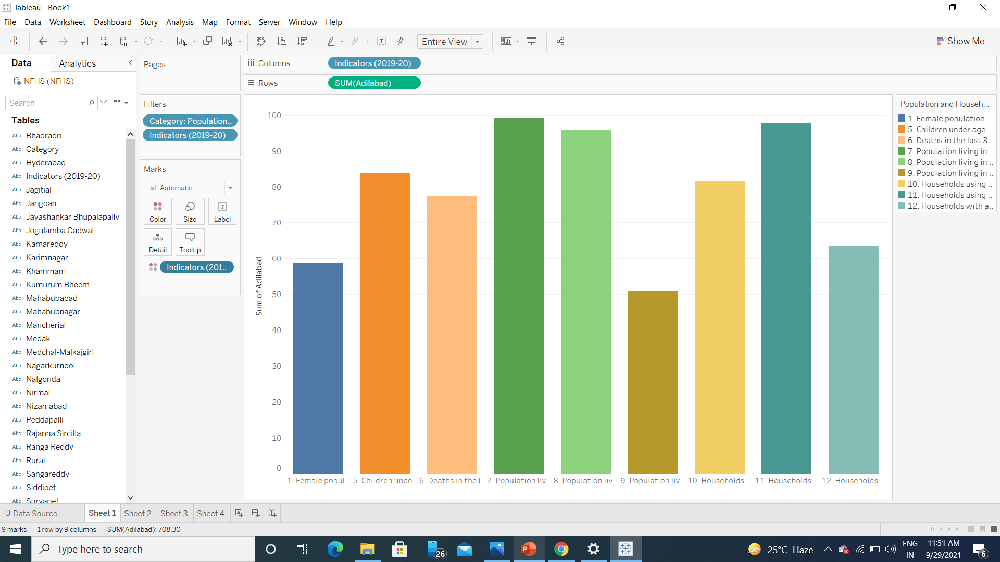 Tableau - Book1
File Data Worksheet Dashboard Story Analysis Map Format Server Window Help
Entire View
Show Me
Data
Analytics
NFHS (NFHS)
Search
Tables
Abc Bhadradri
Abc Category
Abc Hyderabad
Abc Indicators (2019-20)
Abc Jagitial
Abc Jangoan
Abc Jayashankar Bhupalapally
Abc Jogulamba Gadwal
Abc Kamareddy
Abc Karimnagar
Abc Khammam
Abc Kumurum Bheem
Abc Mahabubabad
Abc Mahabubnagar
Abc Mancherial
Abc Medak
Abc Medchal-Malkajgiri
Abc Nagarkurnool
Abc Nalgonda
Abc Nirmal
Abc Nizamabad
Abc Peddapalli
Abc Rajanna Sircilla
Abc Ranga Reddy
Abc Rural
Abc Sangareddy
Abc Siddipet
Abc Suryapet
Pages
Filters
Category: Population..
Indicators (2019-20)
Marks
Automatic
Color
Size
T
Label
Detail
Tooltip
Indicators (201..
Columns
Indicators (2019-20)
Rows
SUM(Adilabad)
Sum of Adilabad
100
90
80
70
60
50
40
30
20
10
0
1. Female popul.. 5. Children unde.. 6. Deaths in the l.. 7. Population liv.. 8. Population liv.. 9. Population liv.. 10. Households .. 11. Households .. 12. Households ..
Population and Househ...
1. Female population ..
5. Children under age ..
6. Deaths in the last 3 ..
7. Population living in ..
8. Population living in ..
9. Population living in ..
10. Households using ..
11. Households using ..
12. Households with a..
Data Source
Sheet 1
Sheet 2
Sheet 3
Sheet 4
9 marks
1 row by 9 columns
SUM(Adilabad): 708.30
Type here to search
26
P
25°C Haze
ENG
IN
11:51 AM
9/29/2021
6